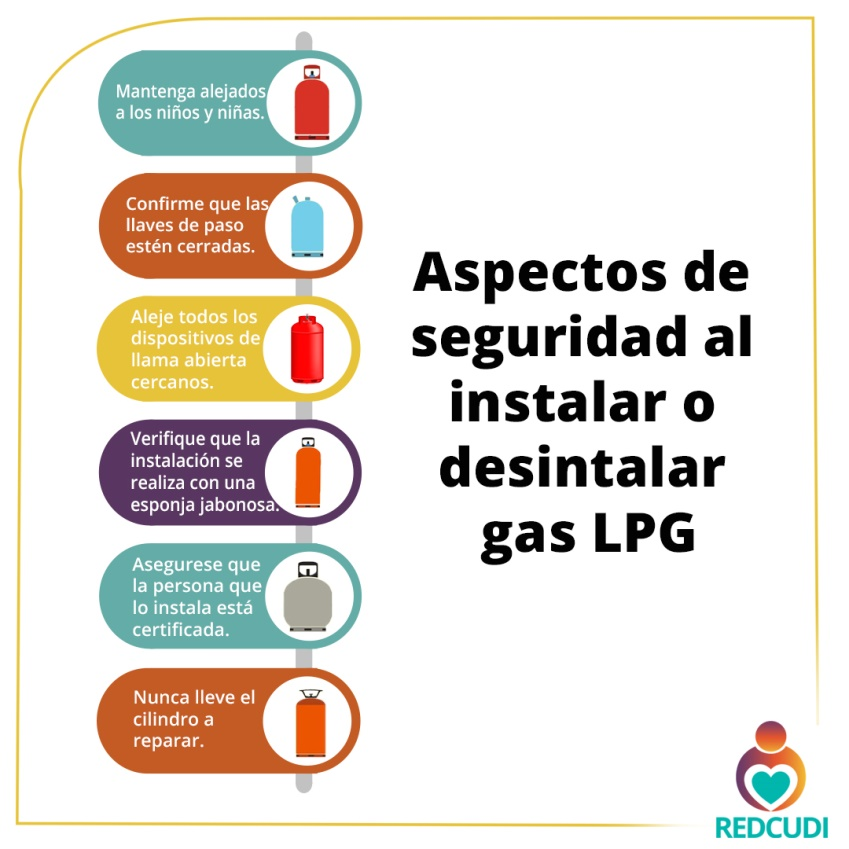 Mantenga alejados
a los niños y niñas.
Confirme que las
llaves de paso
estén cerradas.
Aleje todos los
dispositivos de
llama abierta
cercanos.
Verifique que la
instalación se
realiza con una
esponja jabonosa.
Asegurese que
la persona que
lo instala está
certificada.
Nunca lleve el
cilindro a
reparar.
Aspectos de
seguridad al
instalar o
desintalar
gas LPG
REDCUDI